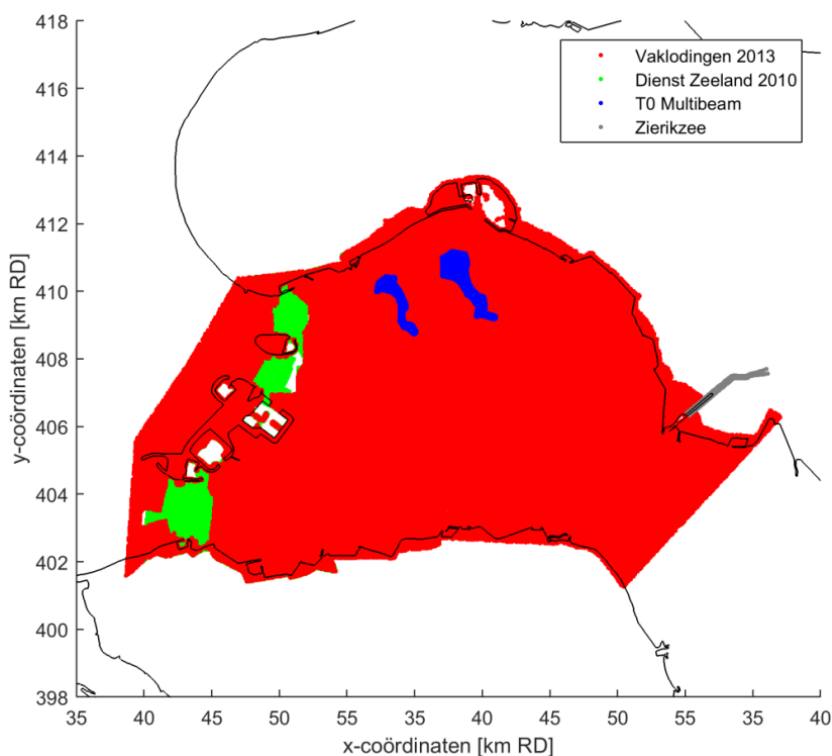 418
416
414
412
410
408
406
404
402
400
398
y-coördinaten [km RD]
Vaklodingen 2013
Dienst Zeeland 2010
T0 Multibeam
Zierikzee
35 40 45 50 55 35 40 45 50 55 40
x-coördinaten [km RD]